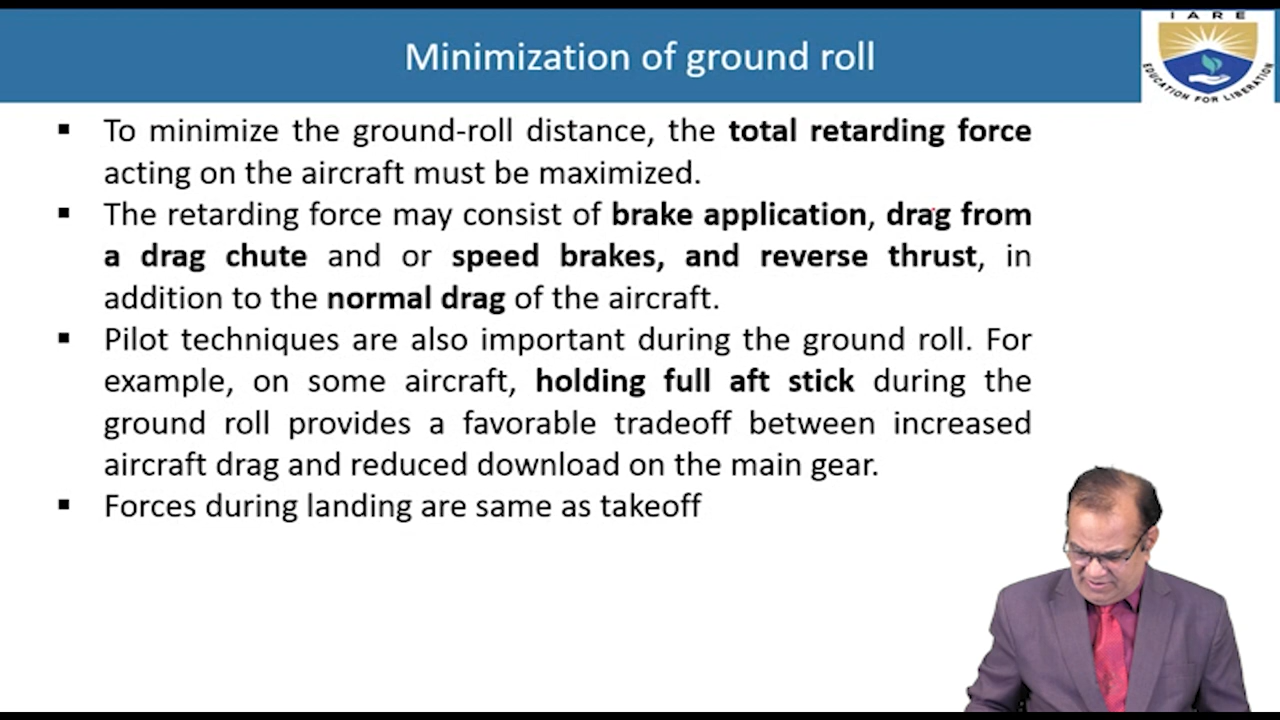 Minimization of ground roll
I A R E
EDUCATION FOR LIBERATION
▪ To minimize the ground-roll distance, the total retarding force
acting on the aircraft must be maximized.
▪ The retarding force may consist of brake application, drag from
a drag chute and or speed brakes, and reverse thrust, in
addition to the normal drag of the aircraft.
▪ Pilot techniques are also important during the ground roll. For
example, on some aircraft, holding full aft stick during the
ground roll provides a favorable tradeoff between increased
aircraft drag and reduced download on the main gear.
▪ Forces during landing are same as takeoff